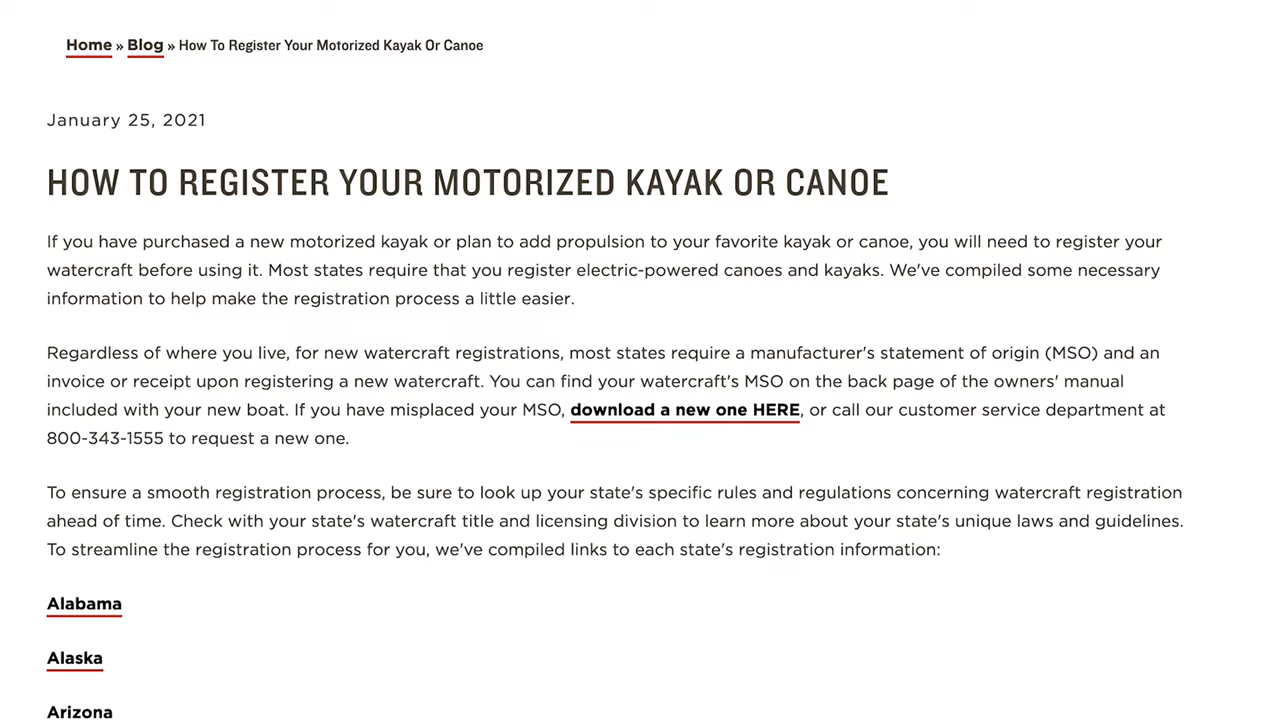 Home » Blog » How To Register Your Motorized Kayak Or Canoe
January 25, 2021
HOW TO REGISTER YOUR MOTORIZED KAYAK OR CANOE
If you have purchased a new motorized kayak or plan to add propulsion to your favorite kayak or canoe, you will need to register your
watercraft before using it. Most states require that you register electric-powered canoes and kayaks. We've compiled some necessary
information to help make the registration process a little easier.
Regardless of where you live, for new watercraft registrations, most states require a manufacturer's statement of origin (MSO) and an
invoice or receipt upon registering a new watercraft. You can find your watercraft's MSO on the back page of the owners' manual
included with your new boat. If you have misplaced your MSO, download a new one HERE, or call our customer service department at
800-343-1555 to request a new one.
To ensure a smooth registration process, be sure to look up your state's specific rules and regulations concerning watercraft registration
ahead of time. Check with your state's watercraft title and licensing division to learn more about your state's unique laws and guidelines.
To streamline the registration process for you, we've compiled links to each state's registration information:
Alabama
Alaska
Arizona